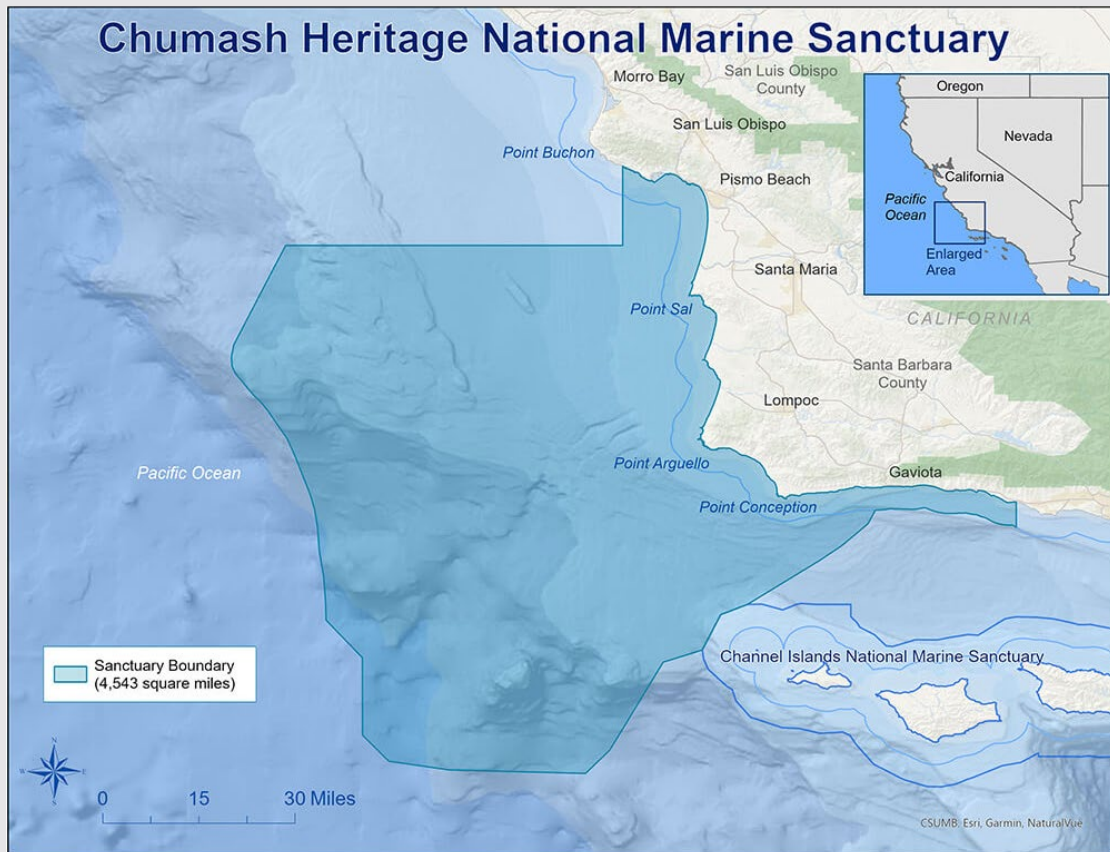 Chumash Heritage National Marine Sanctuary
Morro Bay
San Luis Obispo
County
San Luis Obispo
Point Buchon
Pismo Beach
Santa Maria
Point Sal
CALIFORNIA
Santa Barbara
County
Lompoc
Point Arguello
Pacific Ocean
Gaviota
Point Conception
Oregon
Nevada
California
Pacific
Ocean
Enlarged
Area
Channel Islands National Marine Sanctuary
Sanctuary Boundary
(4,543 square miles)
N
W
E
S
0 15 30 Miles
CSUMB, Esri, Garmin, NaturalVue